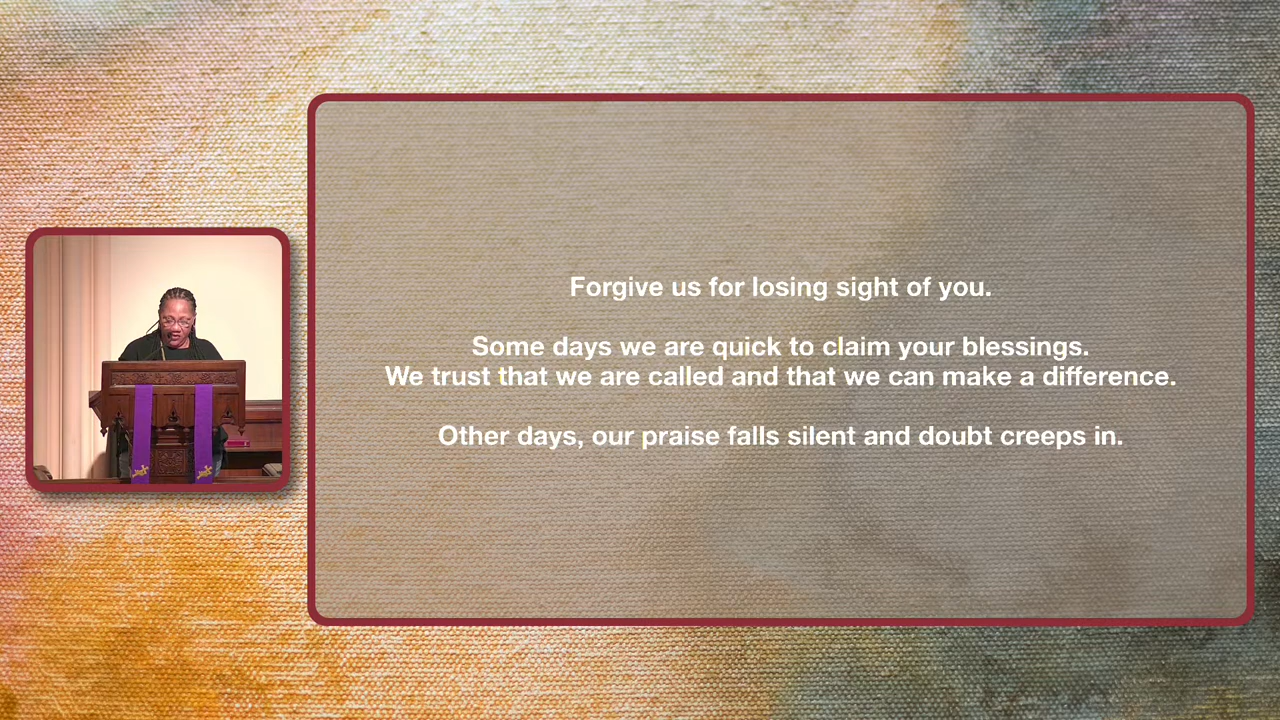 Forgive us for losing sight of you.
Some days we are quick to claim your blessings.
We trust that we are called and that we can make a difference.
Other days, our praise falls silent and doubt creeps in.